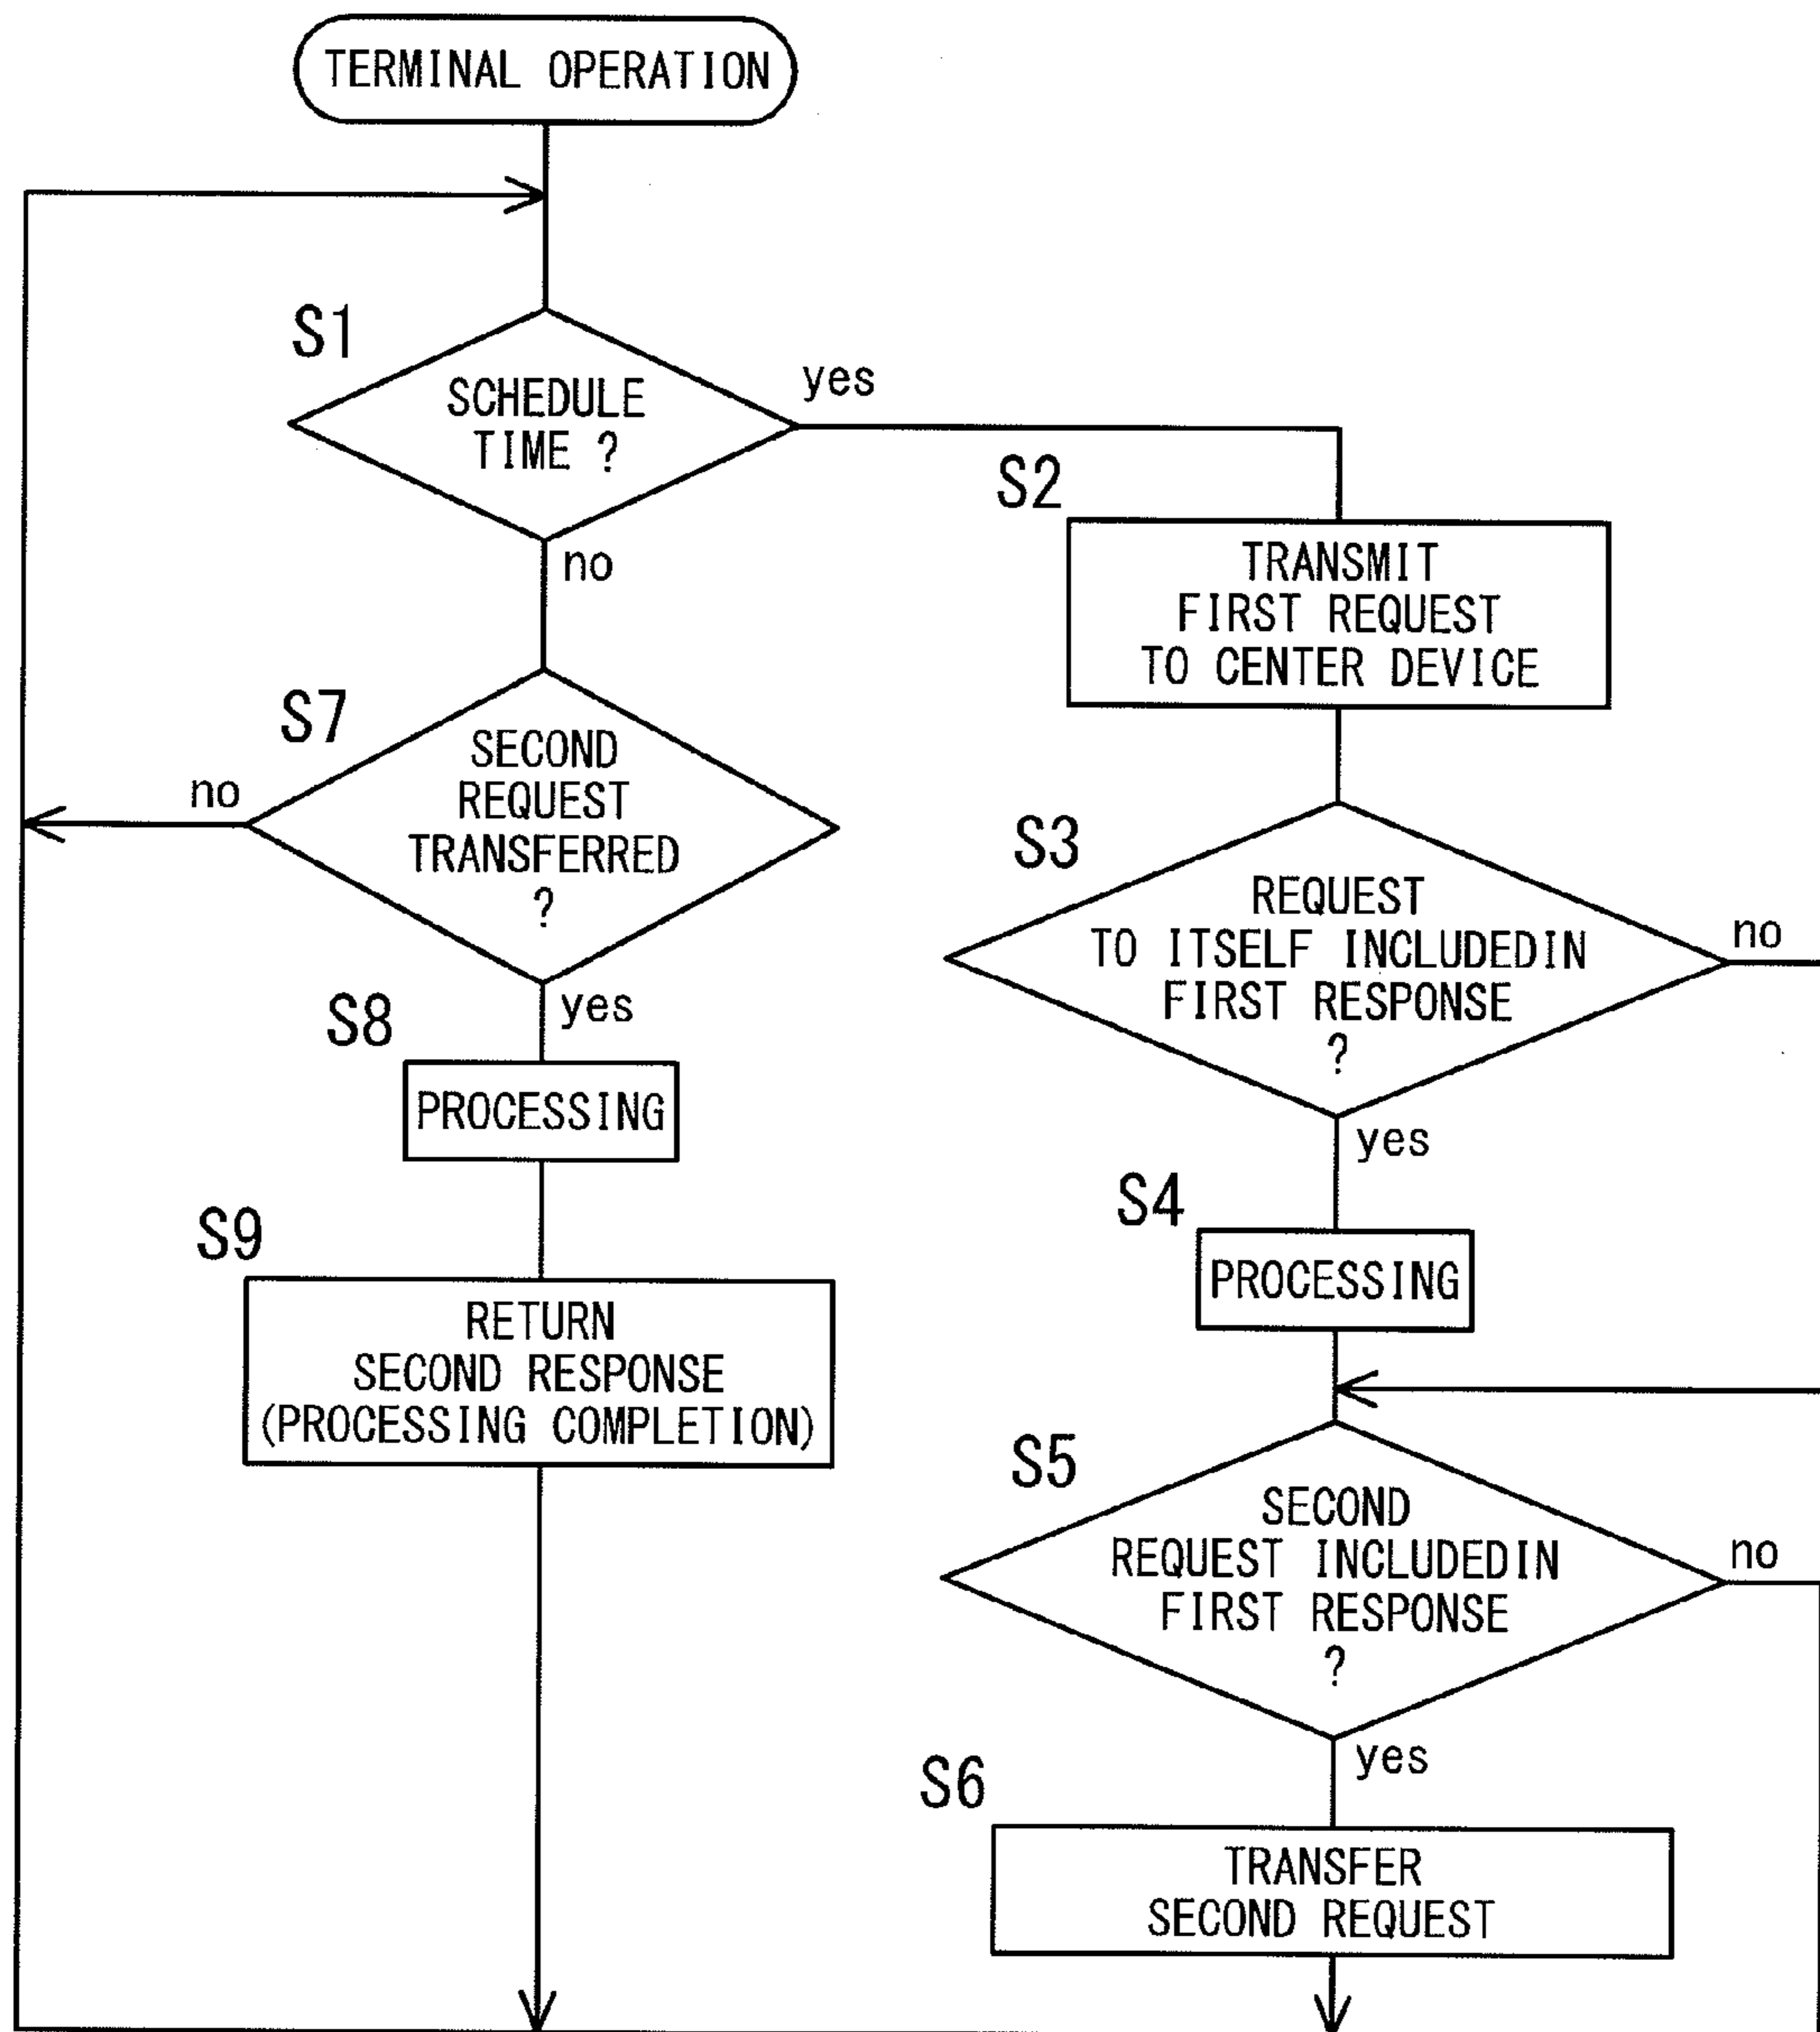 TERMINAL OPERATION
S1
SCHEDULE
TIME ?
yes
no
S2
TRANSMIT
FIRST REQUEST
TO CENTER DEVICE
S7
SECOND
REQUEST
TRANSFERRED
?
no
yes
S3
REQUEST
TO ITSELF INCLUDEDIN
FIRST RESPONSE
?
no
yes
S8
PROCESSING
S4
PROCESSING
S9
RETURN
SECOND RESPONSE
(PROCESSING COMPLETION)
S5
SECOND
REQUEST INCLUDEDIN
FIRST RESPONSE
?
no
yes
S6
TRANSFER
SECOND REQUEST